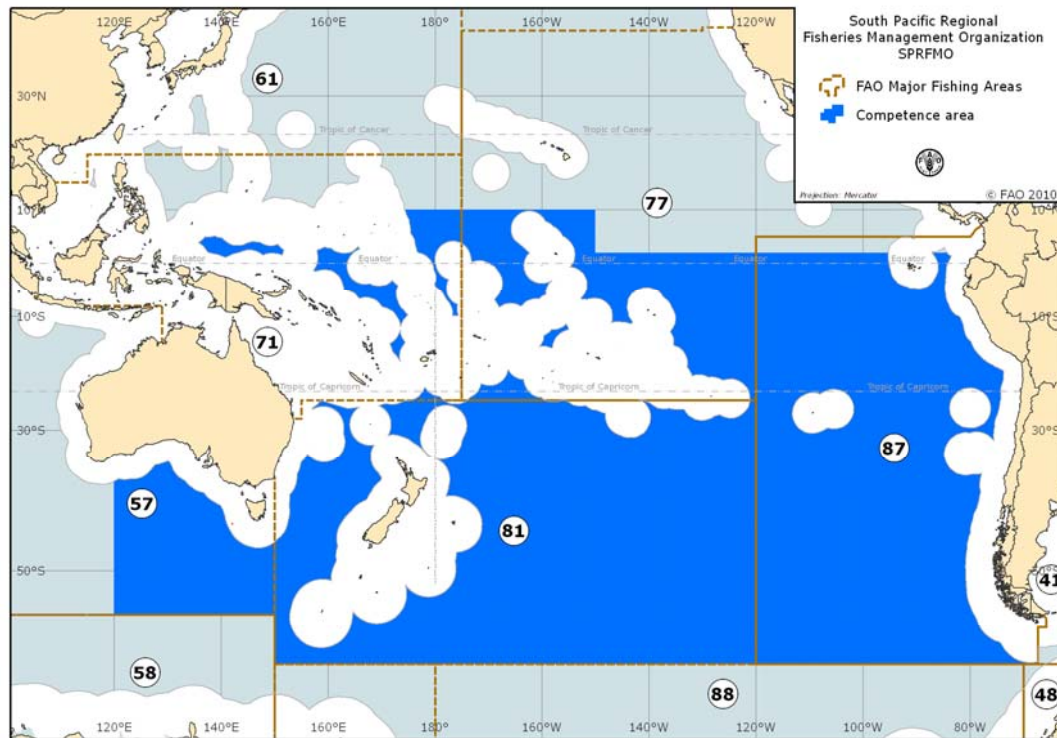 120°E 140°E 160°E 180° 160°W 140°W 120°W
South Pacific Regional
Fisheries Management Organization
SPRFMO
FAO Major Fishing Areas
Competence area
Projection: Mercator
© FAO 2010
61
30°N
Tropic of Cancer Tropic of Cancer
77
10°N 10°N
Equator Equator Equator Equator Equator
10°S 10°S
71
Tropic of Capricorn Tropic of Capricorn Tropic of Capricorn
30°S 30°S
87
57
81
50°S 50°S
41
58
88
48
120°E 140°E 160°E 180° 160°W 140°W 120°W 100°W 80°W